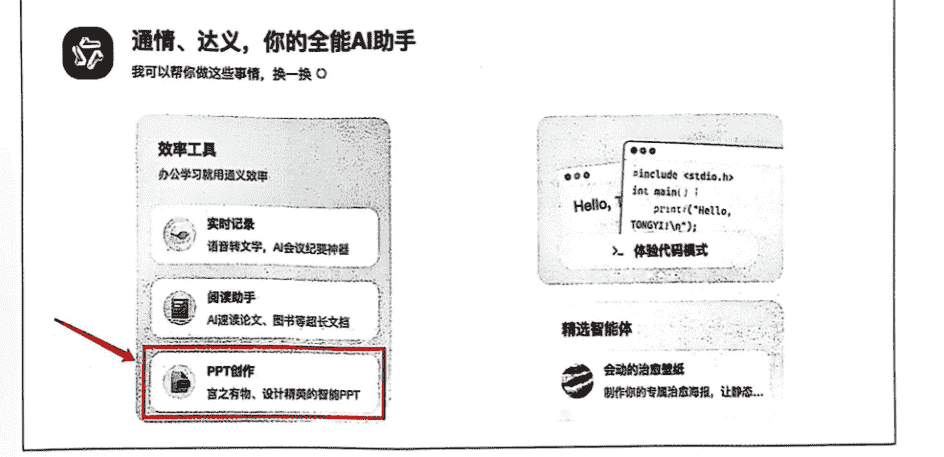 通情、达义，你的全能AI助手
我可以帮你做这些事情，换一换
效率工具
办公学习就用通义效率
实时记录
语音转文字，AI会议纪要神器
阅读助手
AI速读论文、图书等超长文档
PPT创作
言之有物、设计精美的智能PPT
Hello, T
#include <stdio.h>
int main() {
printf("Hello,
TONGYI!\n");
>_ 体验代码模式
精选智能体
会动的治愈壁纸
制作你的专属治愈海报，让静态...